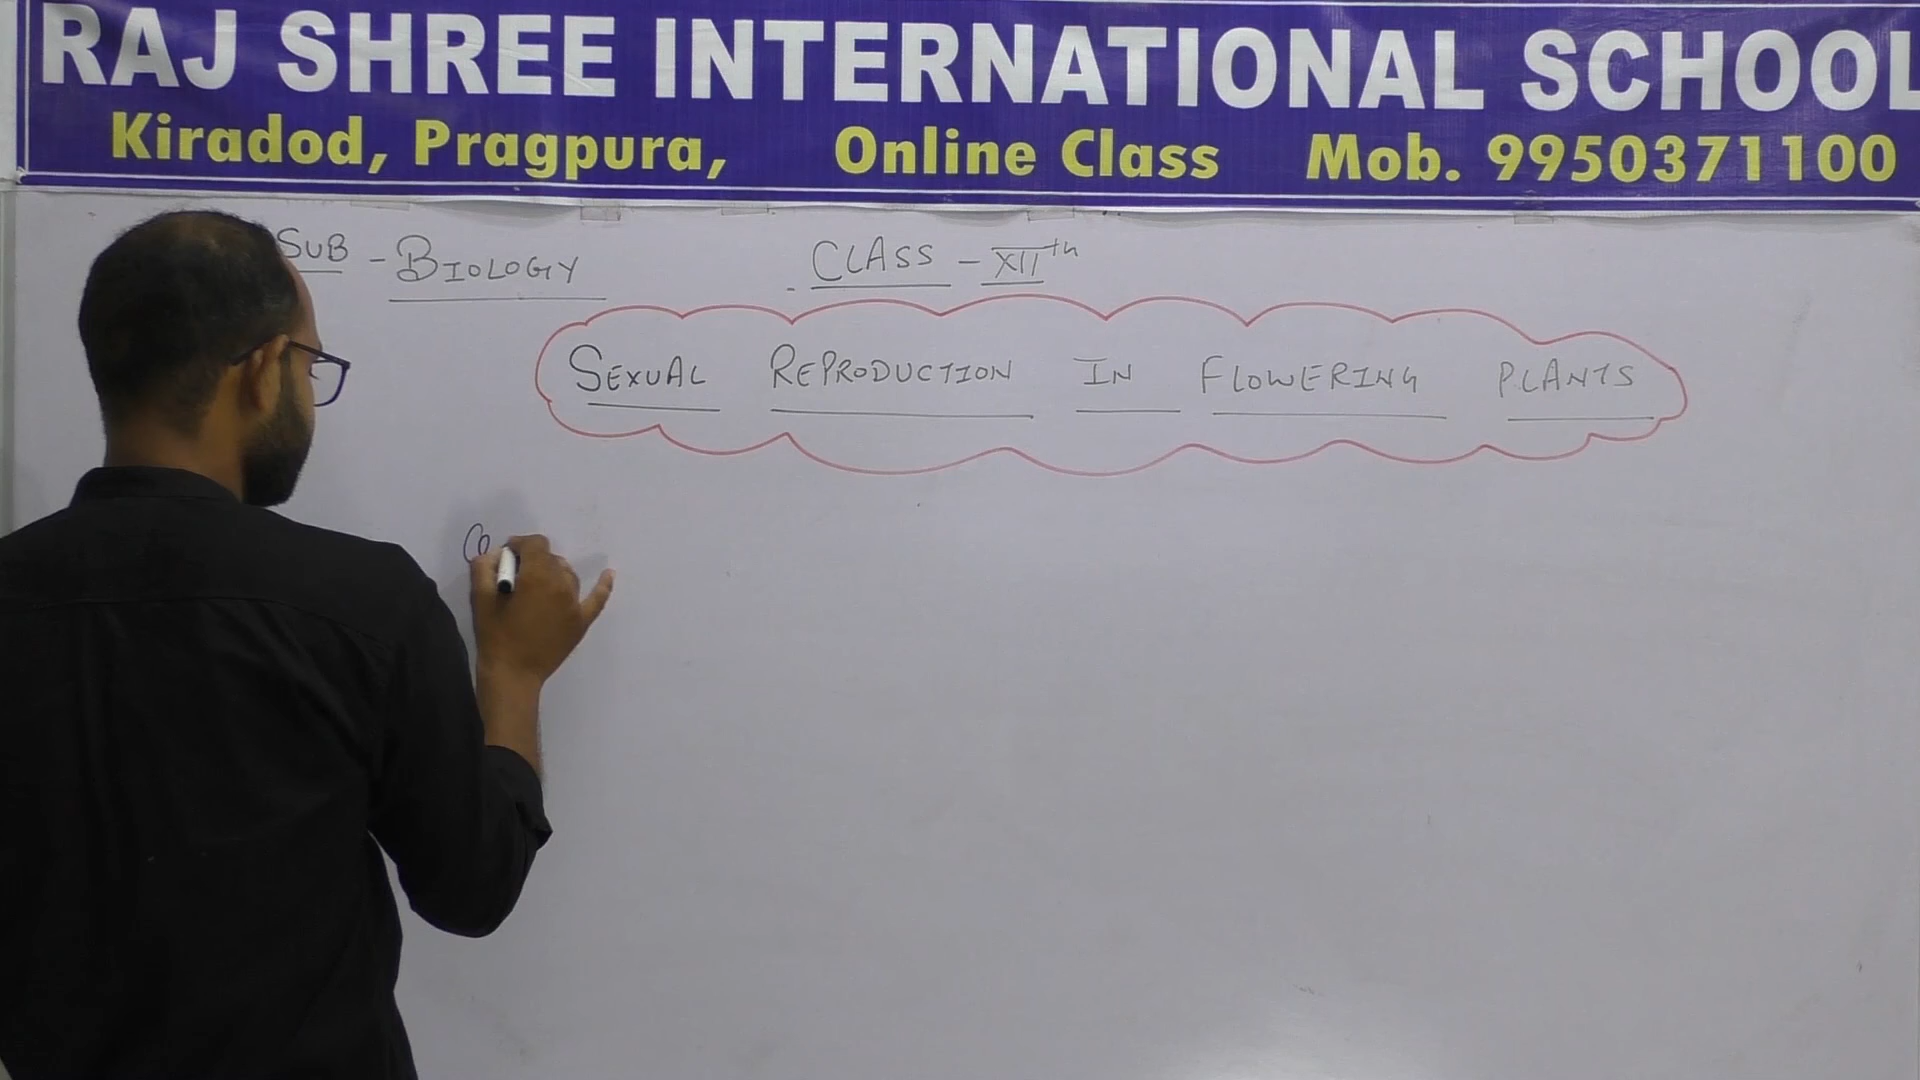 RAJ SHREE INTERNATIONAL SCHOOL
Kiradod, Pragpura, Online Class Mob. 9950371100
SUB - BIOLOGY CLASS - XIIth
SEXUAL REPRODUCTION IN FLOWERING PLANTS